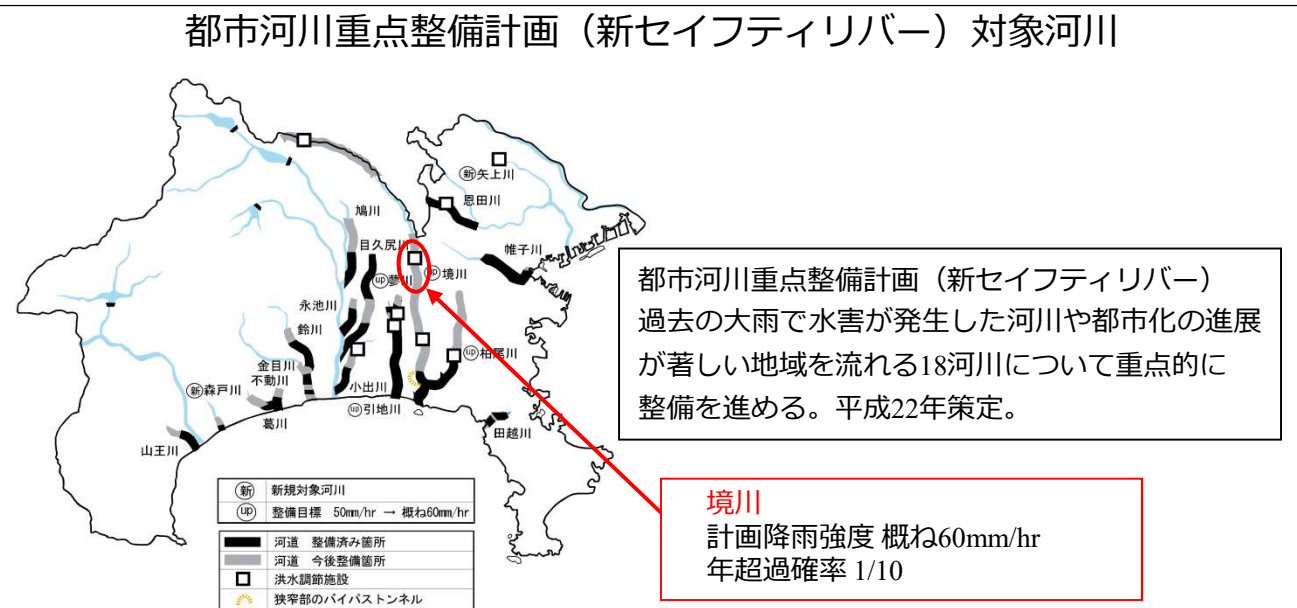 都市河川重点整備計画（新セイフティリバー）対象河川
新矢上川
恩田川
鳩川
目久尻川
帷子川
up蓼川
up境川
永池川
鈴川
up柏尾川
金目川
不動川
小出川
新森戸川
up引地川
葛川
田越川
山王川
都市河川重点整備計画（新セイフティリバー）
過去の大雨で水害が発生した河川や都市化の進展
が著しい地域を流れる18河川について重点的に
整備を進める。平成22年策定。
境川
計画降雨強度 概ね60mm/hr
年超過確率 1/10
新 新規対象河川
up 整備目標 50mm/hr → 概ね60mm/hr
河道 整備済み箇所
河道 今後整備箇所
洪水調節施設
狭窄部のバイパストンネル